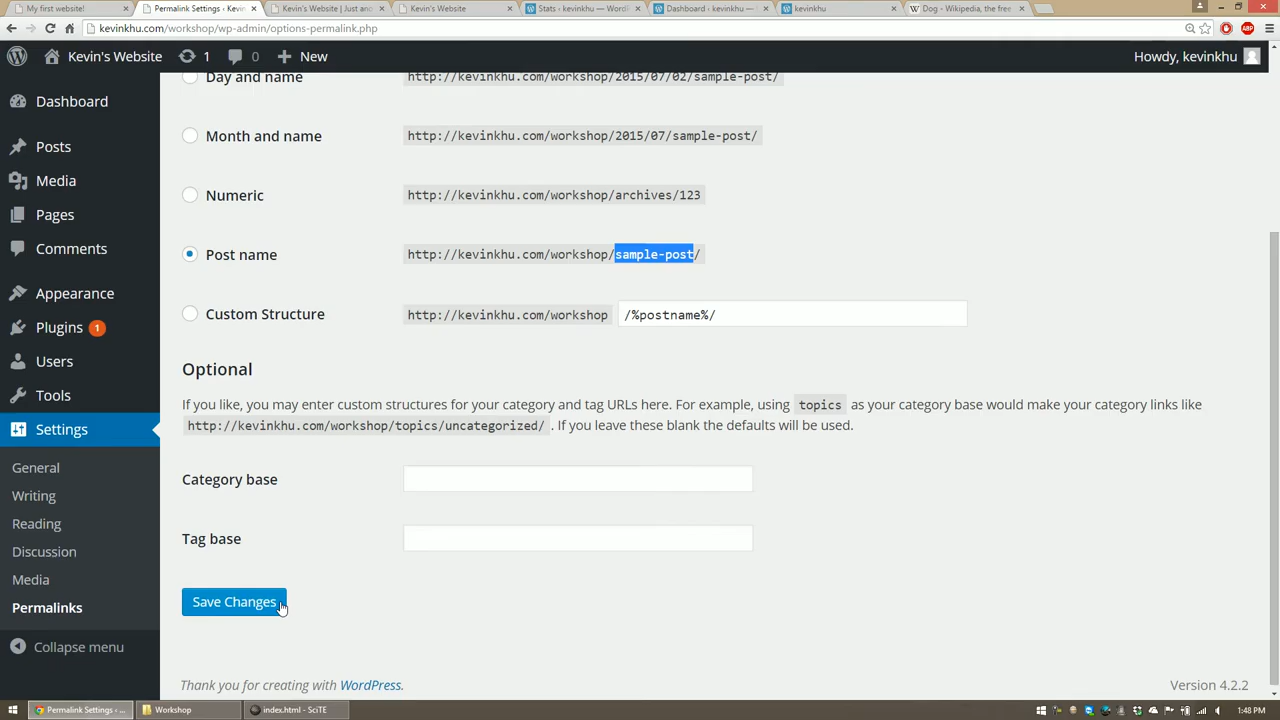 My first website!
Permalink Settings ‹ Kevin
Kevin's Website | Just and
Kevin's Website
Stats ‹ kevinkhu — WordP
Dashboard ‹ kevinkhu —
kevinkhu
Dog - Wikipedia, the free
kevinkhu.com/workshop/wp-admin/options-permalink.php
ABP
Kevin's Website
1
0
New
Howdy, kevinkhu
Dashboard
Posts
Media
Pages
Comments
Appearance
Plugins 1
Users
Tools
Settings
General
Writing
Reading
Discussion
Media
Permalinks
Collapse menu
Day and name
http://kevinkhu.com/workshop/2015/07/02/sample-post/
Month and name
http://kevinkhu.com/workshop/2015/07/sample-post/
Numeric
http://kevinkhu.com/workshop/archives/123
Post name
http://kevinkhu.com/workshop/sample-post/
Custom Structure
http://kevinkhu.com/workshop
/%postname%/
Optional
If you like, you may enter custom structures for your category and tag URLs here. For example, using topics as your category base would make your category links like
http://kevinkhu.com/workshop/topics/uncategorized/ . If you leave these blank the defaults will be used.
Category base
Tag base
Save Changes
Thank you for creating with WordPress.
Version 4.2.2
Permalink Settings ‹ ...
Workshop
index.html - SciTE
1:48 PM